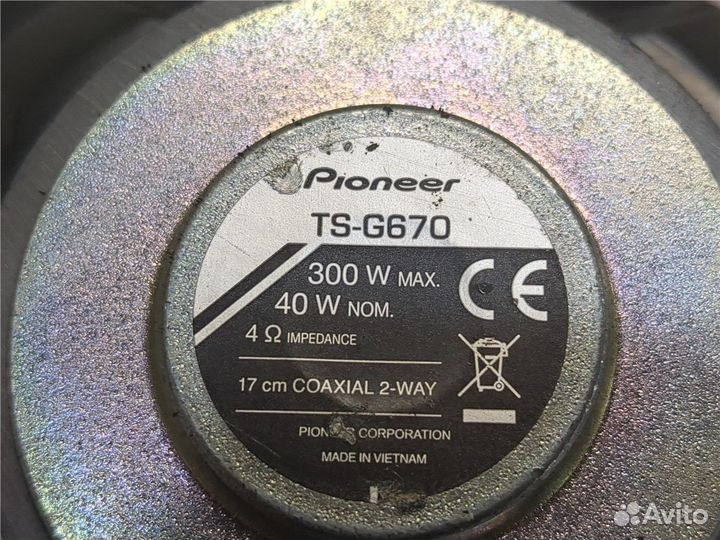 Pioneer
TS-G670
300 W MAX.
40 W NOM.
4 Ω IMPEDANCE
CE
17 cm COAXIAL 2-WAY
CORPORATION
MADE IN VIETNAM
Avito